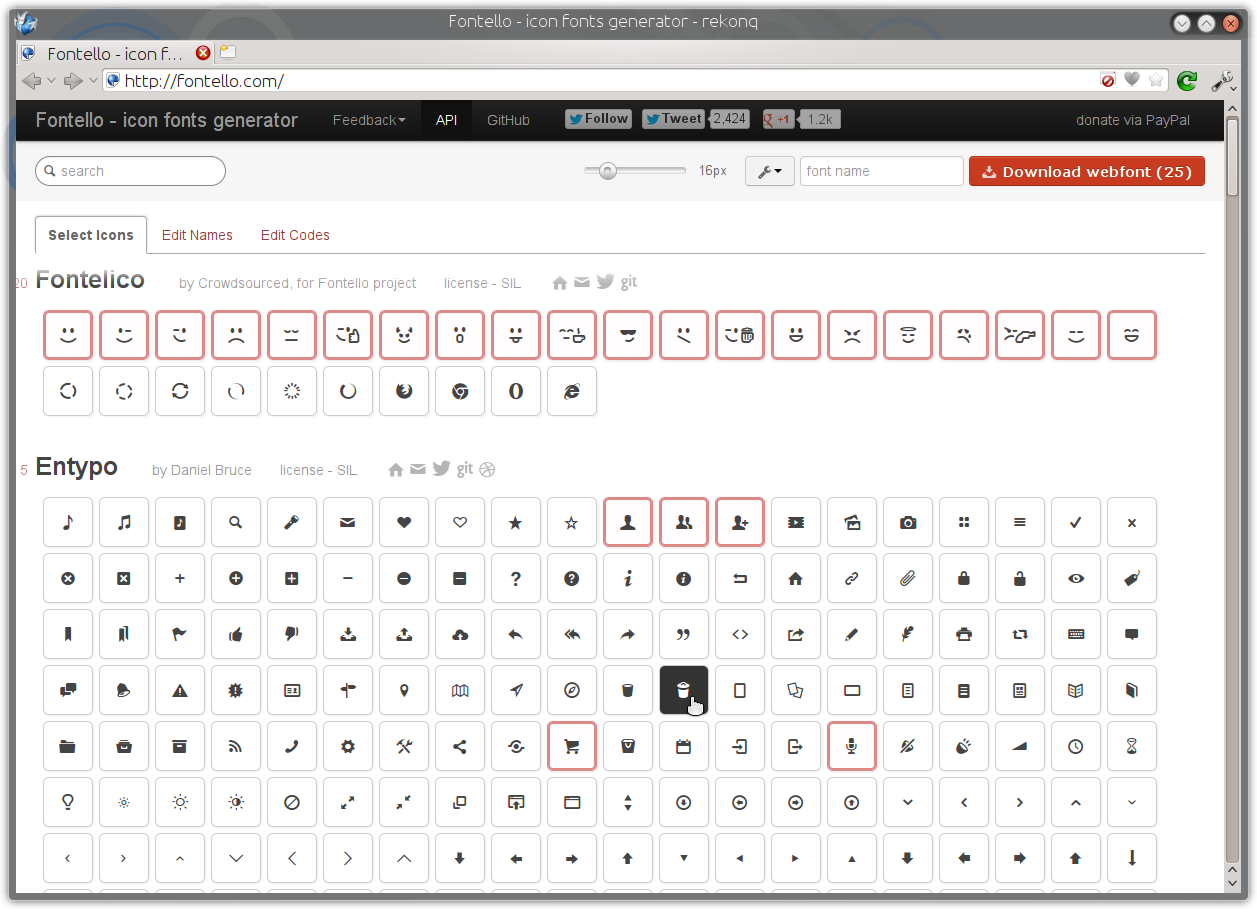 Fontello - icon fonts generator - rekonq
Fontello - icon f...
http://fontello.com/
Fontello - icon fonts generator Feedback API GitHub Follow Tweet 2,424 +1 1.2k donate via PayPal
search 16px font name Download webfont (25)
Select Icons Edit Names Edit Codes
20 Fontelico by Crowdsourced, for Fontello project license - SIL git
5 Entypo by Daniel Bruce license - SIL git